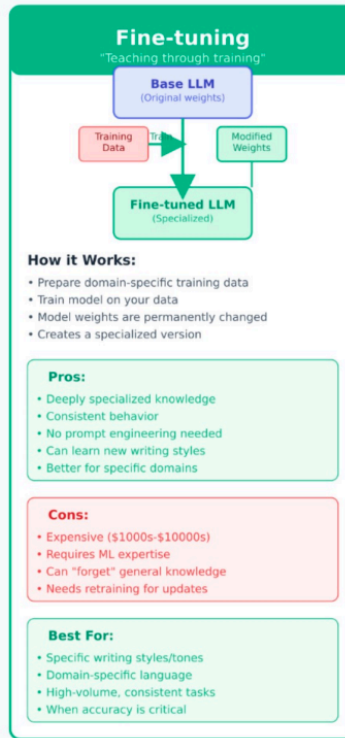 Fine-tuning
"Teaching through training"
Base LLM
(Original weights)
Training
Data
Modified
Weights
Fine-tuned LLM
(Specialized)
How it Works:
• Prepare domain-specific training data
• Train model on your data
• Model weights are permanently changed
• Creates a specialized version
Pros:
• Deeply specialized knowledge
• Consistent behavior
• No prompt engineering needed
• Can learn new writing styles
• Better for specific domains
Cons:
• Expensive ($1000s-$10000s)
• Requires ML expertise
• Can "forget" general knowledge
• Needs retraining for updates
Best For:
• Specific writing styles/tones
• Domain-specific language
• High-volume, consistent tasks
• When accuracy is critical